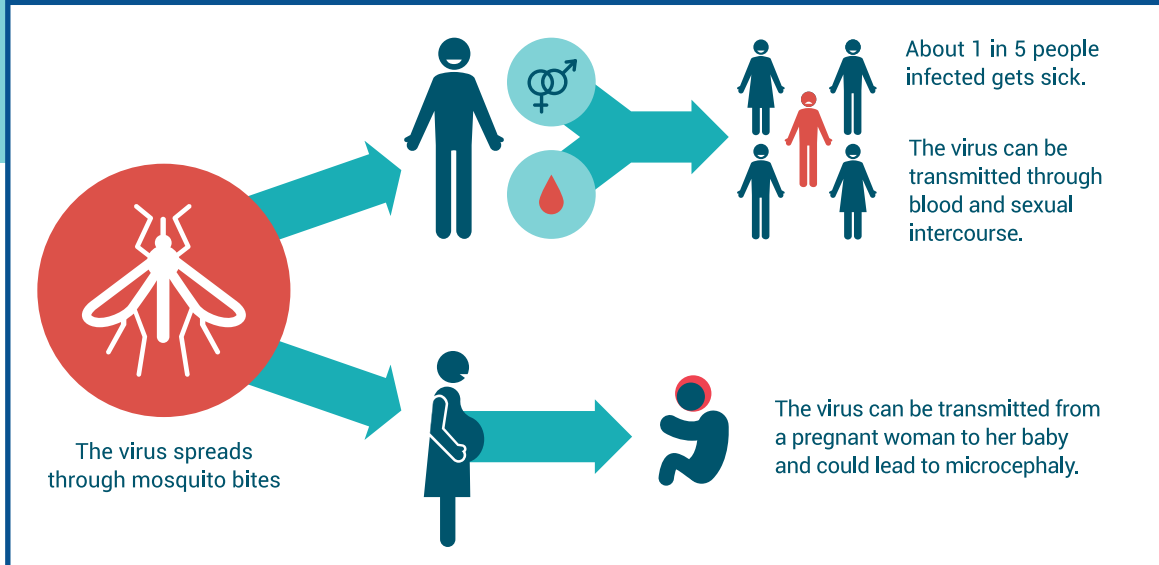 About 1 in 5 people
infected gets sick.
The virus can be
transmitted through
blood and sexual
intercourse.
The virus spreads
through mosquito bites
The virus can be transmitted from
a pregnant woman to her baby
and could lead to microcephaly.